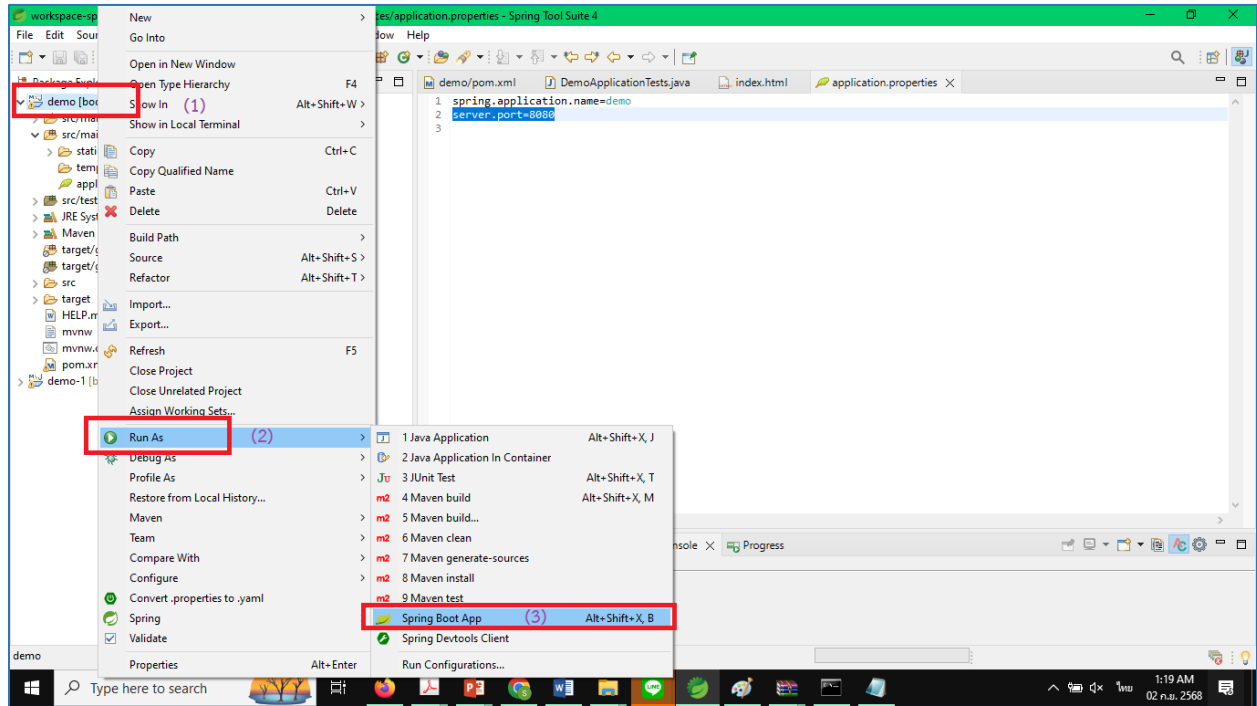 workspace-sp
tes/application.properties - Spring Tool Suite 4
File Edit Sour
dow Help
Package Expl
demo [boo
src/mai
src/mai
stati
temp
appl
src/test
JRE Syst
Maven
target/g
target/g
src
target
HELP.m
mvnw
mvnw.c
pom.xm
demo-1 [b
New
Go Into
Open in New Window
Open Type Hierarchy F4
Show In (1) Alt+Shift+W >
Show in Local Terminal
Copy Ctrl+C
Copy Qualified Name
Paste Ctrl+V
Delete Delete
Build Path
Source Alt+Shift+S >
Refactor Alt+Shift+T >
Import...
Export...
Refresh F5
Close Project
Close Unrelated Project
Assign Working Sets...
Run As (2)
Debug As
Profile As
Restore from Local History...
Maven
Team
Compare With
Configure
Convert .properties to .yaml
Spring
Validate
Properties Alt+Enter
demo/pom.xml DemoApplicationTests.java index.html application.properties
1 spring.application.name=demo
2 server.port=8080
3
1 Java Application Alt+Shift+X, J
2 Java Application In Container
3 JUnit Test Alt+Shift+X, T
4 Maven build Alt+Shift+X, M
5 Maven build...
6 Maven clean
7 Maven generate-sources
8 Maven install
9 Maven test
Spring Boot App (3) Alt+Shift+X, B
Spring Devtools Client
Run Configurations...
nsole Progress
demo
Type here to search
ไทย
1:19 AM
02 ก.ย. 2568